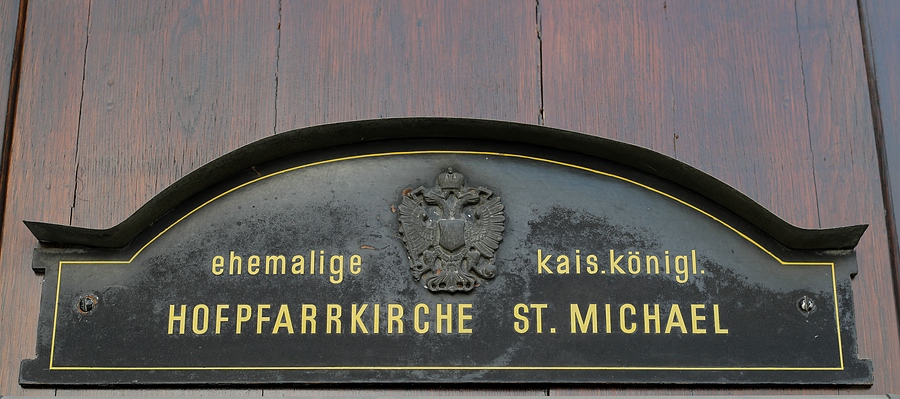 ehemalige kais.königl.
HOFPFARRKIRCHE ST. MICHAEL